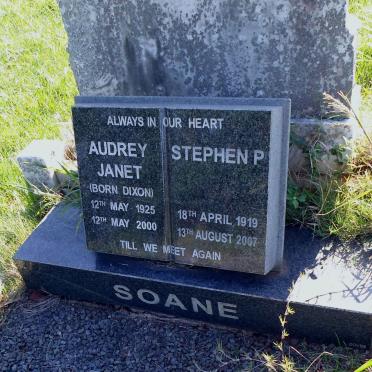 ALWAYS IN OUR HEART
AUDREY
JANET
(BORN DIXON)
12TH MAY 1925
12TH MAY 2000
STEPHEN P
18TH APRIL 1919
13TH AUGUST 2007
TILL WE MEET AGAIN
SOANE